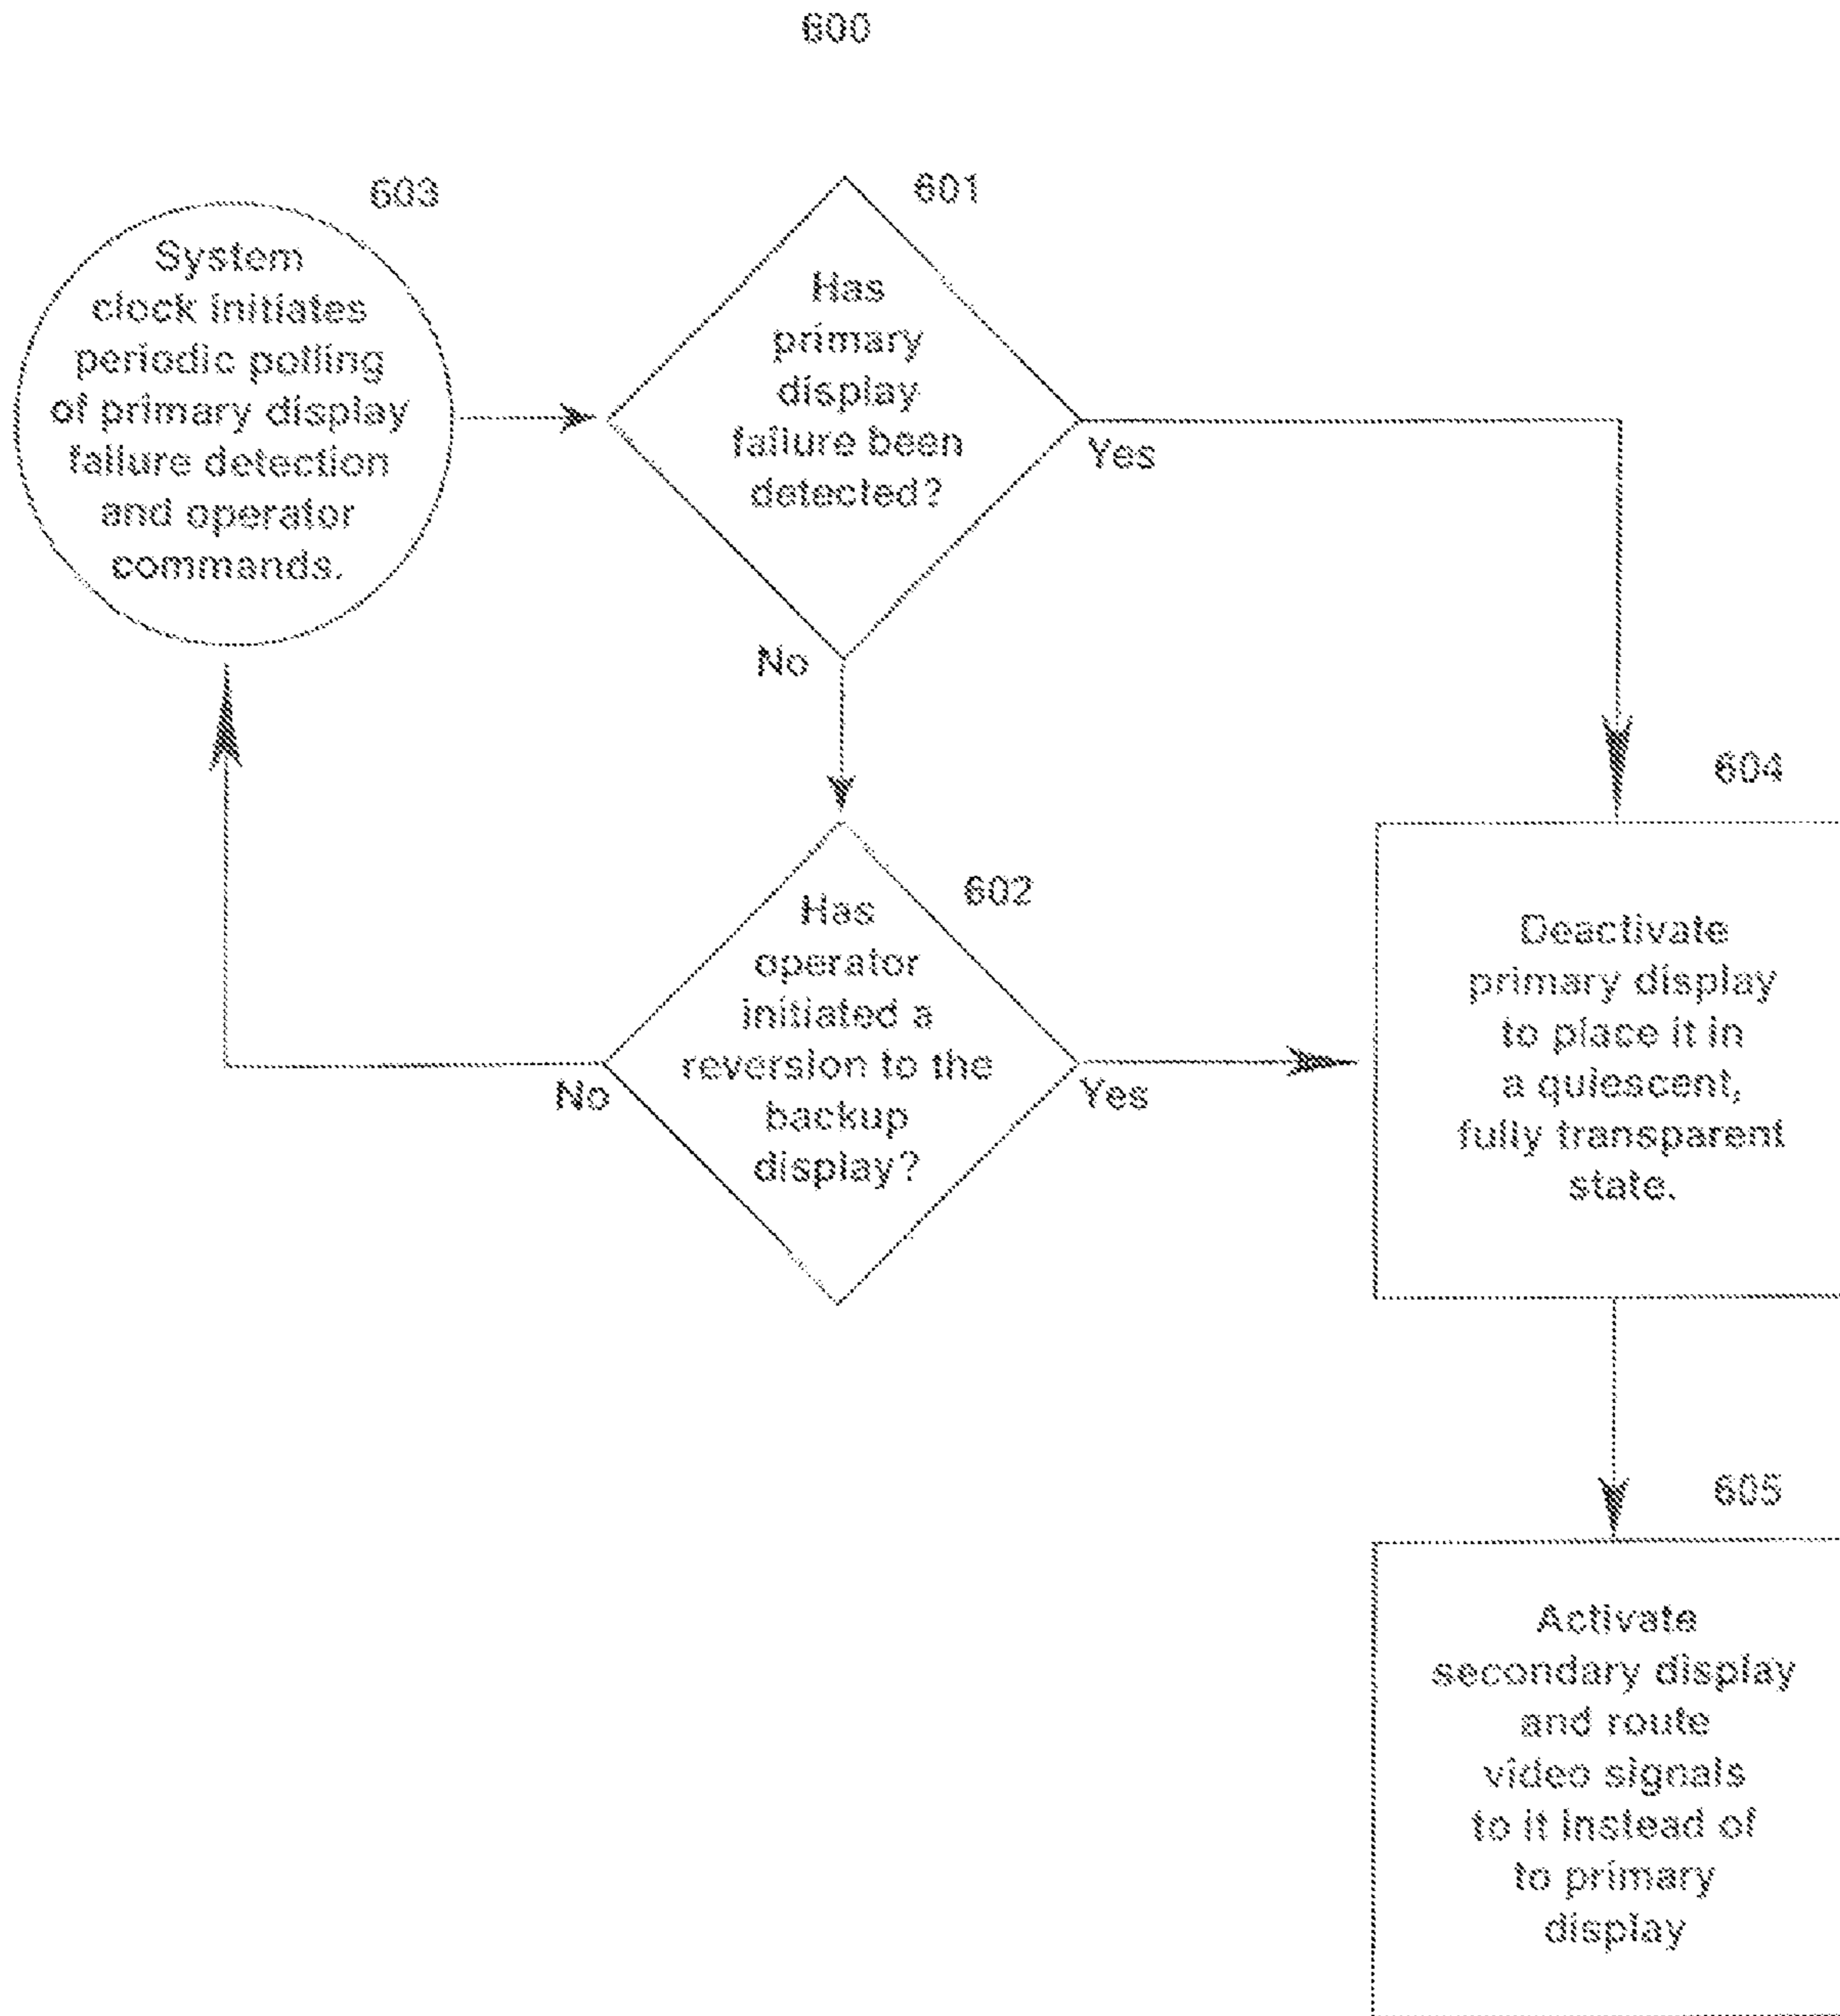 600
603
System
clock initiates
periodic polling
of primary display
failure detection
and operator
commands.
601
Has
primary
display
failure been
detected?
Yes
No
602
Has
operator
initiated a
reversion to the
backup
display?
No
Yes
604
Deactivate
primary display
to place it in
a quiescent,
fully transparent
state.
605
Activate
secondary display
and route
video signals
to it instead of
to primary
display